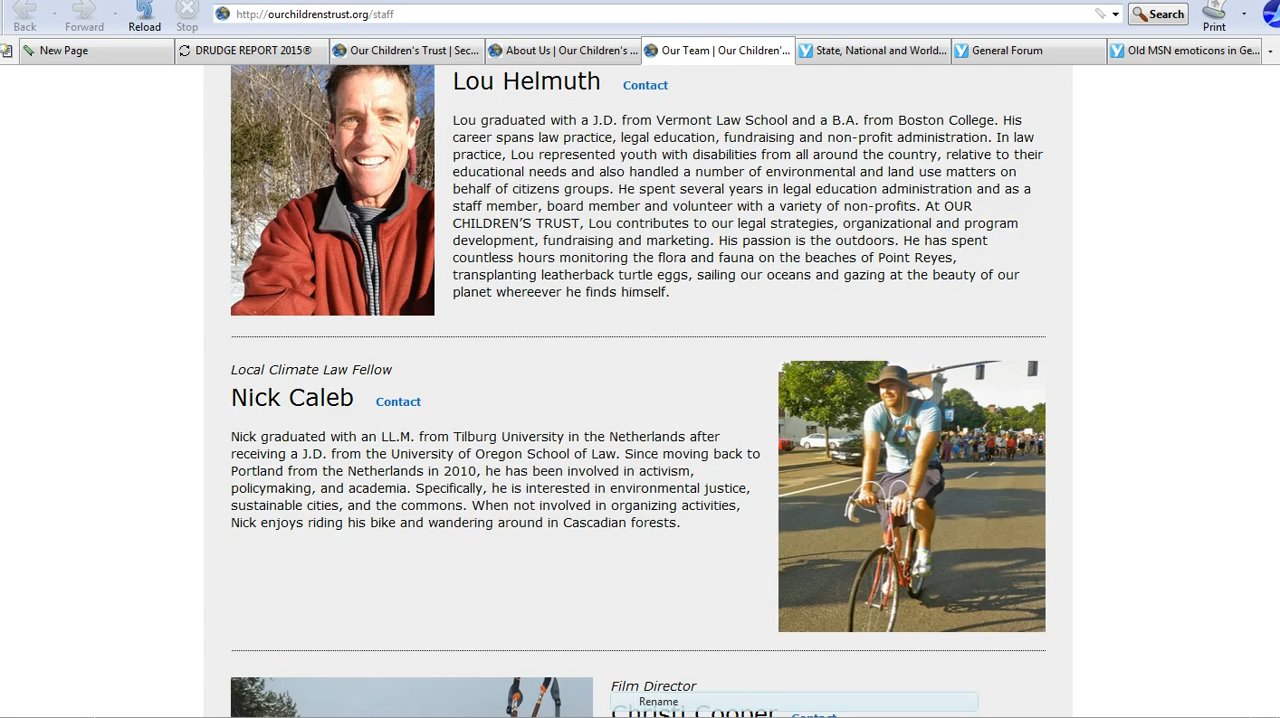 http://ourchildrenstrust.org/staff
Back
Forward
Reload
Stop
Search
Print
New Page
DRUDGE REPORT 2015®
Our Children's Trust | Sec...
About Us | Our Children's ...
Our Team | Our Children'...
State, National and World...
General Forum
Old MSN emoticons in Ge...
Lou Helmuth Contact
Lou graduated with a J.D. from Vermont Law School and a B.A. from Boston College. His
career spans law practice, legal education, fundraising and non-profit administration. In law
practice, Lou represented youth with disabilities from all around the country, relative to their
educational needs and also handled a number of environmental and land use matters on
behalf of citizens groups. He spent several years in legal education administration and as a
staff member, board member and volunteer with a variety of non-profits. At OUR
CHILDREN’S TRUST, Lou contributes to our legal strategies, organizational and program
development, fundraising and marketing. His passion is the outdoors. He has spent
countless hours monitoring the flora and fauna on the beaches of Point Reyes,
transplanting leatherback turtle eggs, sailing our oceans and gazing at the beauty of our
planet whereever he finds himself.
Local Climate Law Fellow
Nick Caleb Contact
Nick graduated with an LL.M. from Tilburg University in the Netherlands after
receiving a J.D. from the University of Oregon School of Law. Since moving back to
Portland from the Netherlands in 2010, he has been involved in activism,
policymaking, and academia. Specifically, he is interested in environmental justice,
sustainable cities, and the commons. When not involved in organizing activities,
Nick enjoys riding his bike and wandering around in Cascadian forests.
Film Director
Rename
Christi Cooper Contact